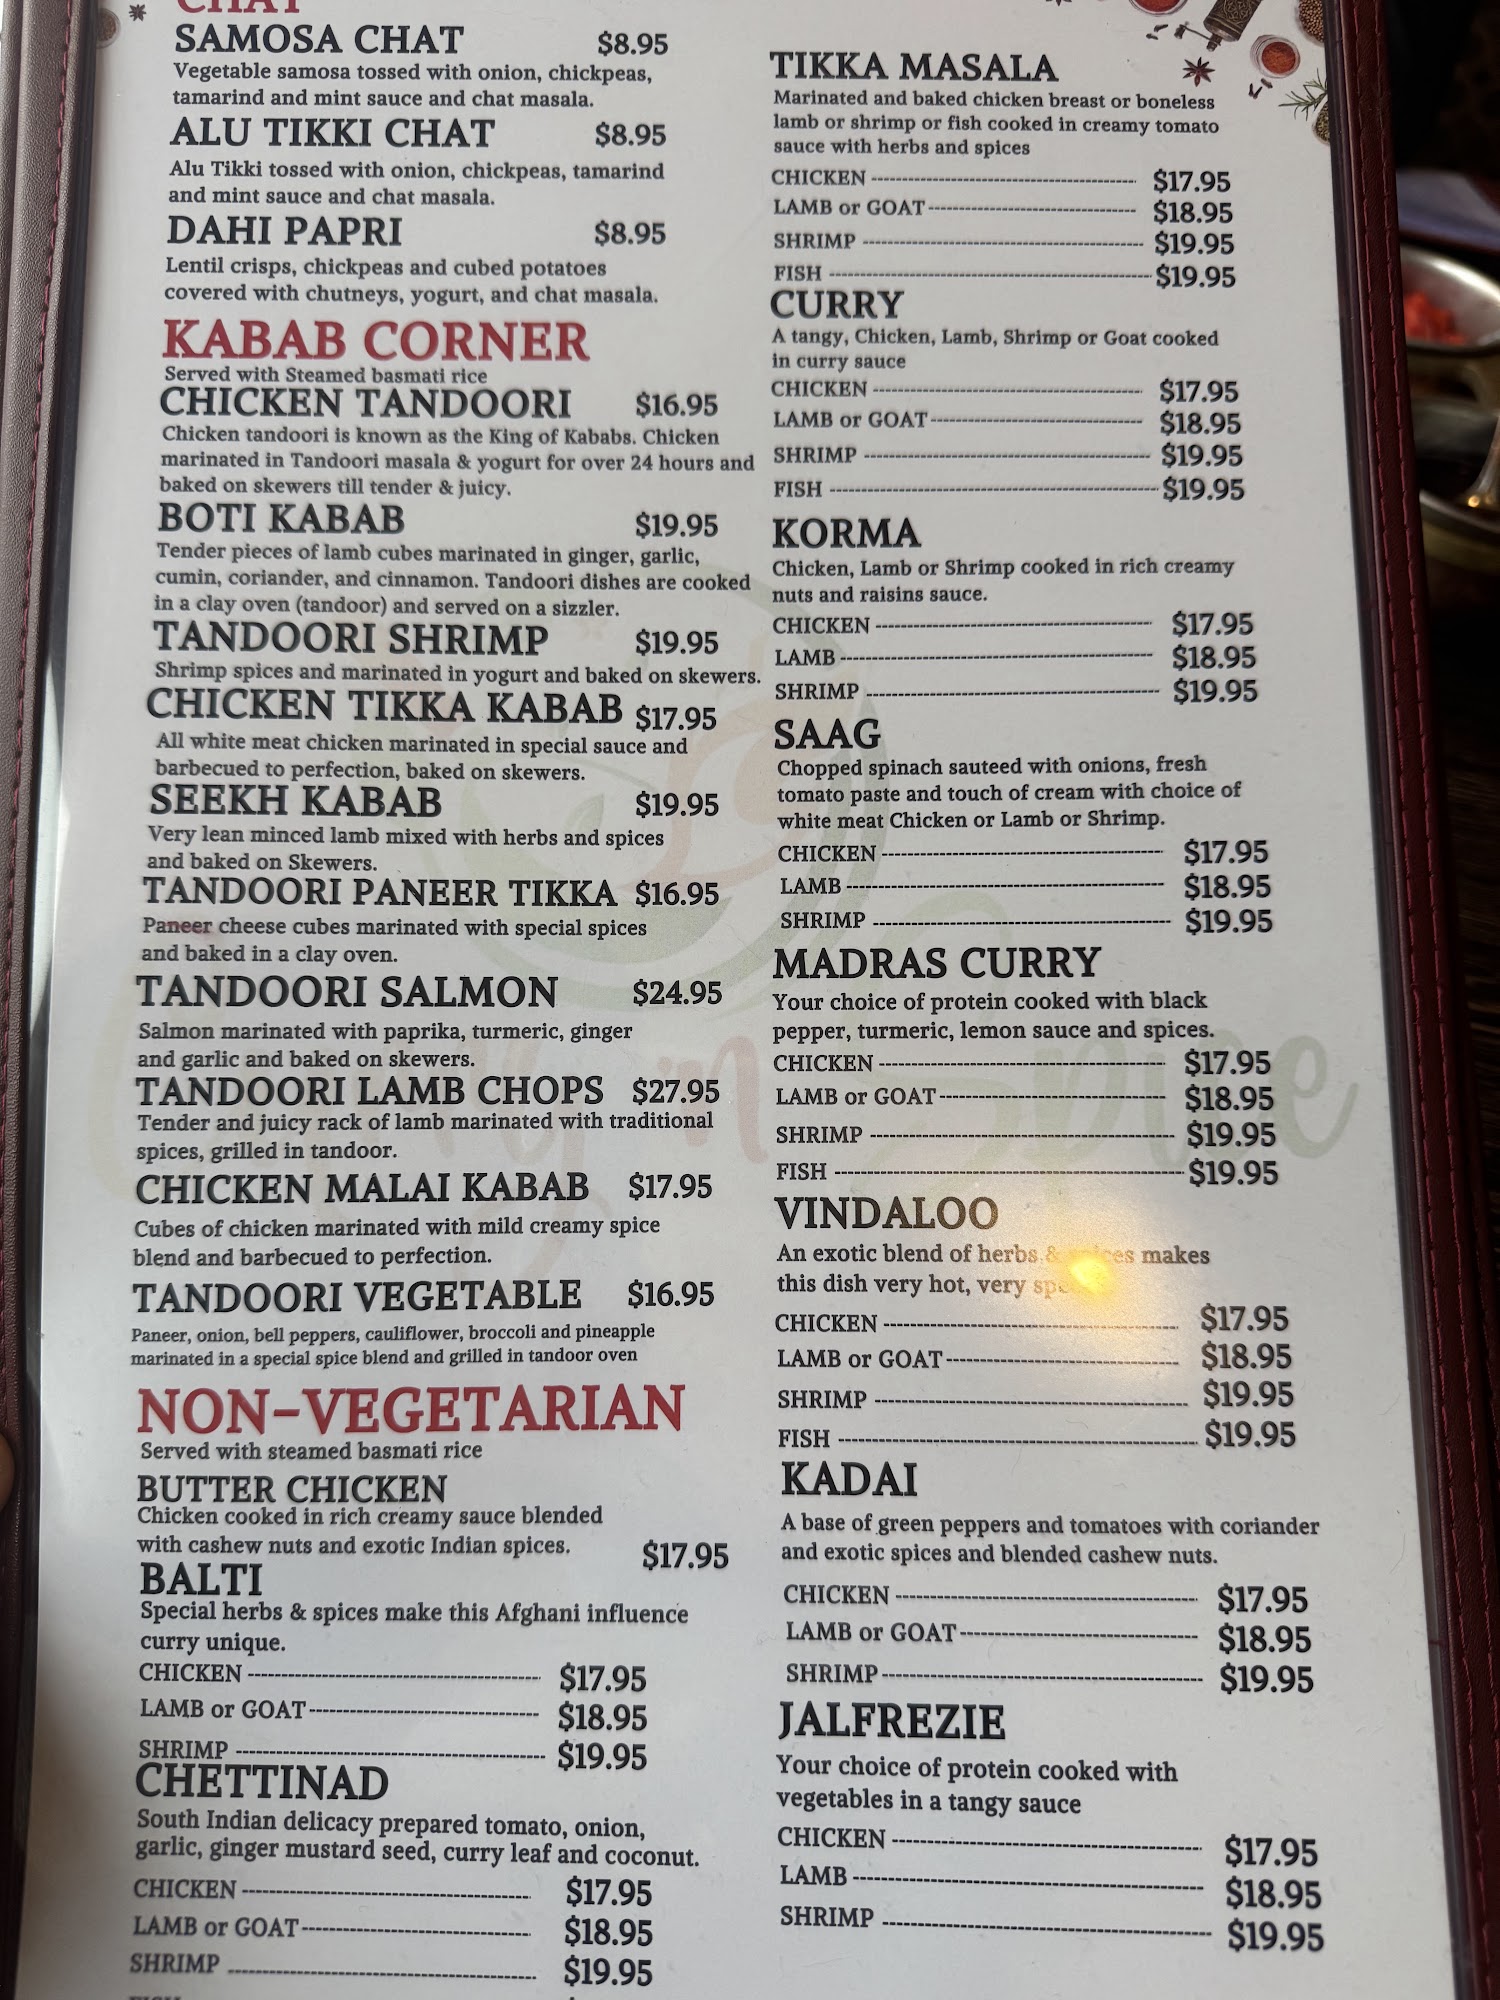 CHAT
SAMOSA CHAT $8.95
Vegetable samosa tossed with onion, chickpeas,
tamarind and mint sauce and chat masala.
ALU TIKKI CHAT $8.95
Alu Tikki tossed with onion, chickpeas, tamarind
and mint sauce and chat masala.
DAHI PAPRI $8.95
Lentil crisps, chickpeas and cubed potatoes
covered with chutneys, yogurt, and chat masala.
KABAB CORNER
Served with Steamed basmati rice
CHICKEN TANDOORI $16.95
Chicken tandoori is known as the King of Kababs. Chicken
marinated in Tandoori masala & yogurt for over 24 hours and
baked on skewers till tender & juicy.
BOTI KABAB $19.95
Tender pieces of lamb cubes marinated in ginger, garlic,
cumin, coriander, and cinnamon. Tandoori dishes are cooked
in a clay oven (tandoor) and served on a sizzler.
TANDOORI SHRIMP $19.95
Shrimp spices and marinated in yogurt and baked on skewers.
CHICKEN TIKKA KABAB $17.95
All white meat chicken marinated in special sauce and
barbecued to perfection, baked on skewers.
SEEKH KABAB $19.95
Very lean minced lamb mixed with herbs and spices
and baked on Skewers.
TANDOORI PANEER TIKKA $16.95
Paneer cheese cubes marinated with special spices
and baked in a clay oven.
TANDOORI SALMON $24.95
Salmon marinated with paprika, turmeric, ginger
and garlic and baked on skewers.
TANDOORI LAMB CHOPS $27.95
Tender and juicy rack of lamb marinated with traditional
spices, grilled in tandoor.
CHICKEN MALAI KABAB $17.95
Cubes of chicken marinated with mild creamy spice
blend and barbecued to perfection.
TANDOORI VEGETABLE $16.95
Paneer, onion, bell peppers, cauliflower, broccoli and pineapple
marinated in a special spice blend and grilled in tandoor oven
NON-VEGETARIAN
Served with steamed basmati rice
BUTTER CHICKEN
Chicken cooked in rich creamy sauce blended
with cashew nuts and exotic Indian spices. $17.95
BALTI
Special herbs & spices make this Afghani influence
curry unique.
CHICKEN $17.95
LAMB or GOAT $18.95
SHRIMP $19.95
CHETTINAD
South Indian delicacy prepared tomato, onion,
garlic, ginger mustard seed, curry leaf and coconut.
CHICKEN $17.95
LAMB or GOAT $18.95
SHRIMP $19.95
TIKKA MASALA
Marinated and baked chicken breast or boneless
lamb or shrimp or fish cooked in creamy tomato
sauce with herbs and spices
CHICKEN $17.95
LAMB or GOAT $18.95
SHRIMP $19.95
FISH $19.95
CURRY
A tangy, Chicken, Lamb, Shrimp or Goat cooked
in curry sauce
CHICKEN $17.95
LAMB or GOAT $18.95
SHRIMP $19.95
FISH $19.95
KORMA
Chicken, Lamb or Shrimp cooked in rich creamy
nuts and raisins sauce.
CHICKEN $17.95
LAMB $18.95
SHRIMP $19.95
SAAG
Chopped spinach sauteed with onions, fresh
tomato paste and touch of cream with choice of
white meat Chicken or Lamb or Shrimp.
CHICKEN $17.95
LAMB $18.95
SHRIMP $19.95
MADRAS CURRY
Your choice of protein cooked with black
pepper, turmeric, lemon sauce and spices.
CHICKEN $17.95
LAMB or GOAT $18.95
SHRIMP $19.95
FISH $19.95
VINDALOO
An exotic blend of herbs & makes
this dish very hot, very
CHICKEN $17.95
LAMB or GOAT $18.95
SHRIMP $19.95
FISH $19.95
KADAI
A base of green peppers and tomatoes with coriander
and exotic spices and blended cashew nuts.
CHICKEN $17.95
LAMB or GOAT $18.95
SHRIMP $19.95
JALFREZIE
Your choice of protein cooked with
vegetables in a tangy sauce
CHICKEN $17.95
LAMB $18.95
SHRIMP $19.95